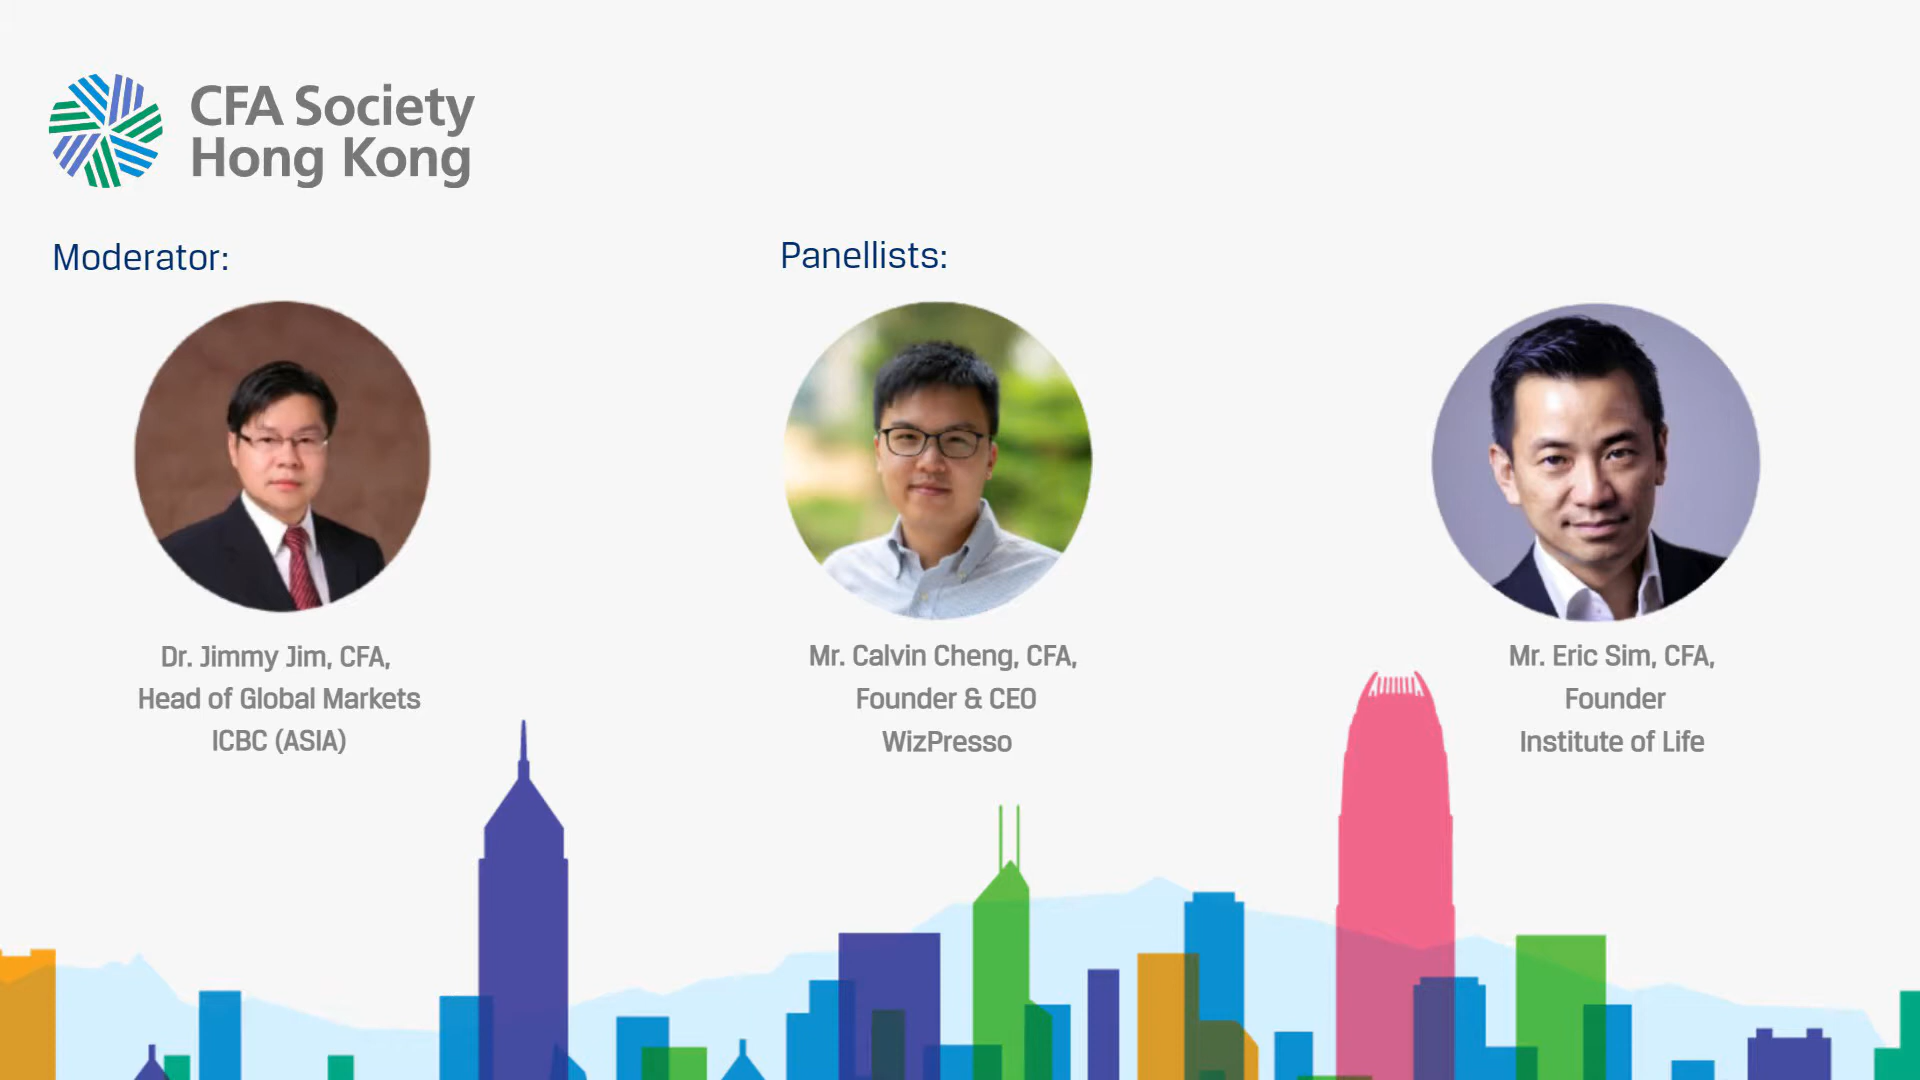 CFA Society
Hong Kong
Moderator:
Panellists:
Dr. Jimmy Jim, CFA,
Head of Global Markets
ICBC (ASIA)
Mr. Calvin Cheng, CFA,
Founder & CEO
WizPresso
Mr. Eric Sim, CFA,
Founder
Institute of Life